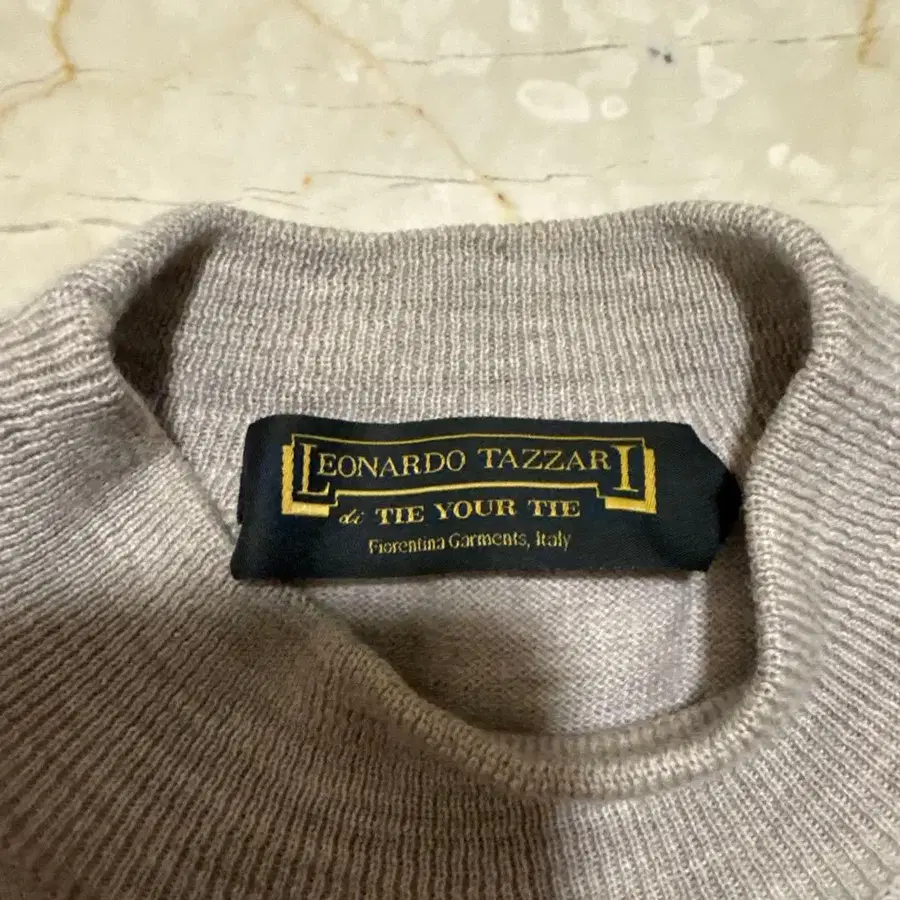 LEONARDO TAZZARI
di TIE YOUR TIE
Fiorentina Garments, Italy